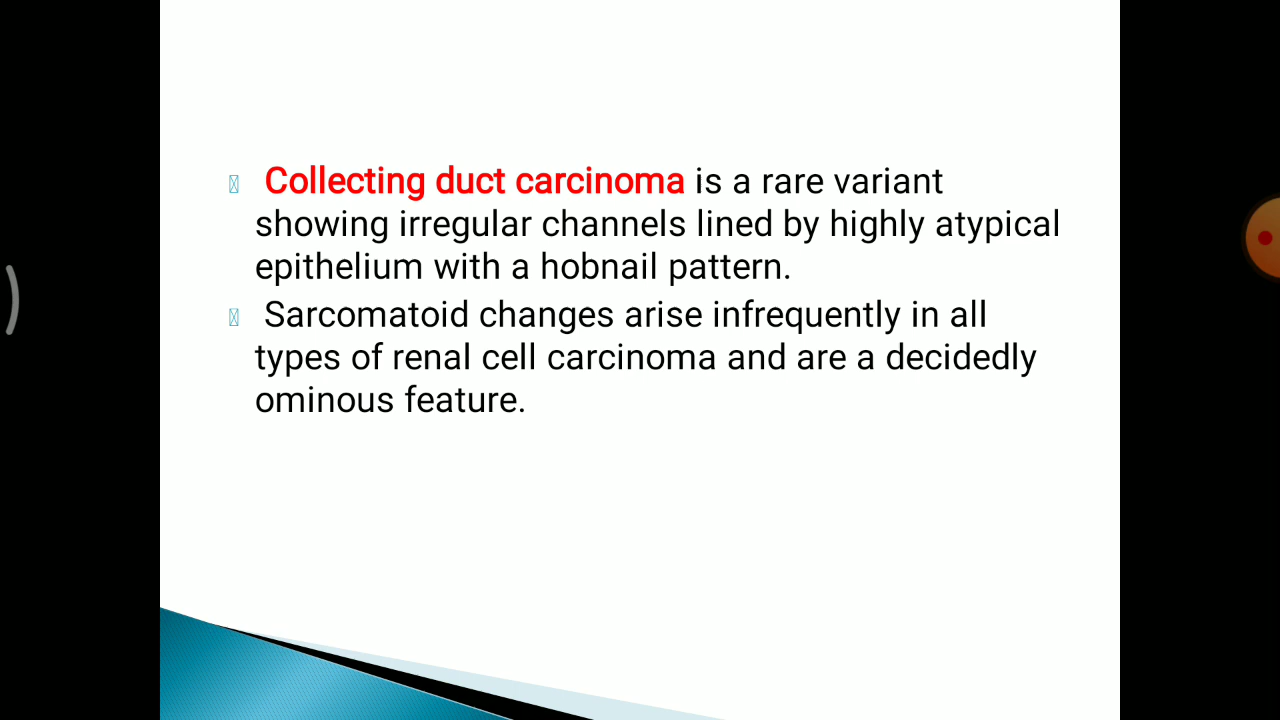 Collecting duct carcinoma is a rare variant
showing irregular channels lined by highly atypical
epithelium with a hobnail pattern.
Sarcomatoid changes arise infrequently in all
types of renal cell carcinoma and are a decidedly
ominous feature.